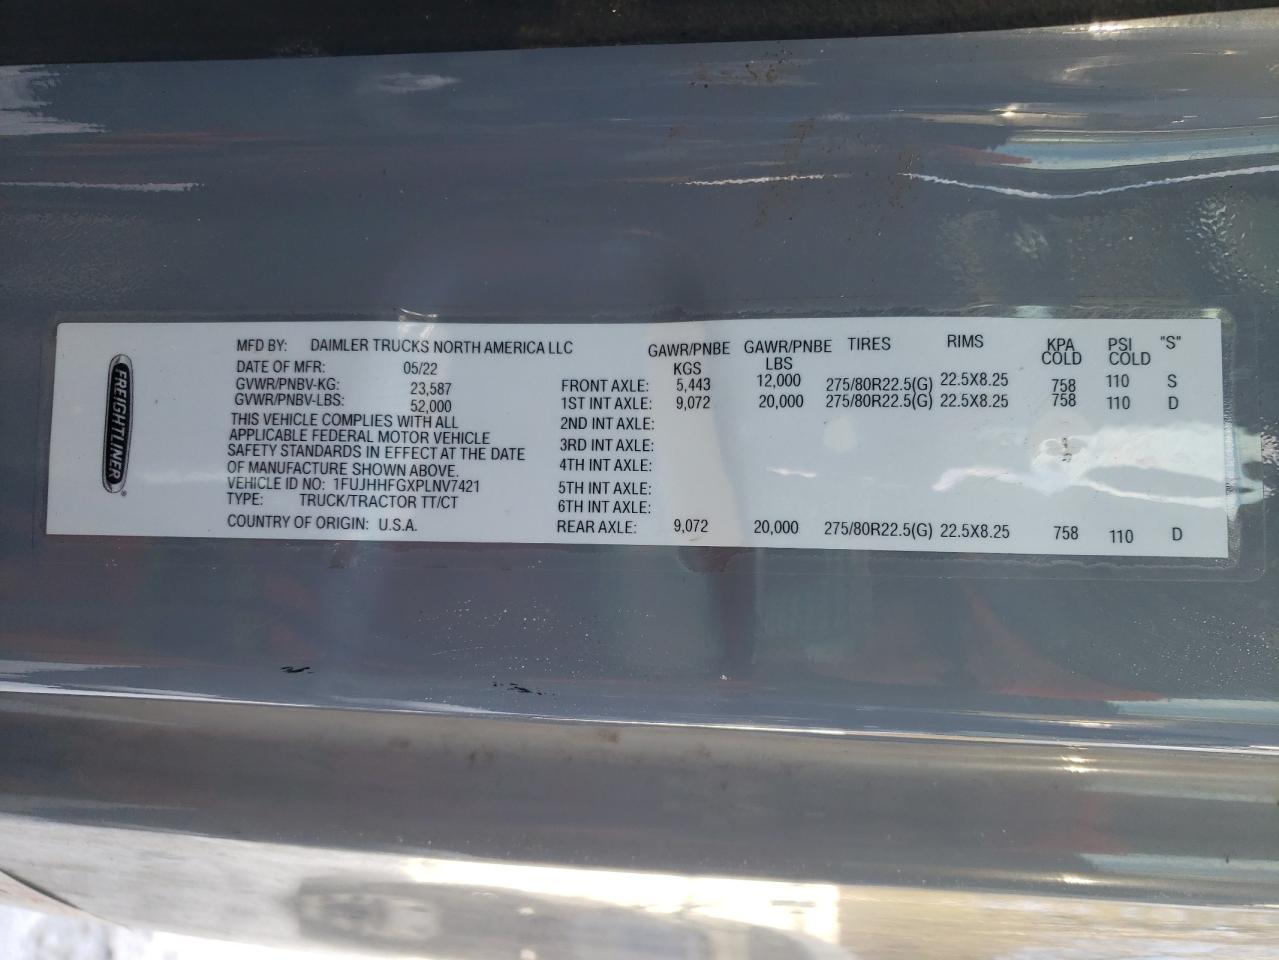 FREIGHTLINER
MFD BY: DAIMLER TRUCKS NORTH AMERICA LLC
DATE OF MFR: 05/22
GVWR/PNBV-KG: 23,587
GVWR/PNBV-LBS: 52,000
THIS VEHICLE COMPLIES WITH ALL
APPLICABLE FEDERAL MOTOR VEHICLE
SAFETY STANDARDS IN EFFECT AT THE DATE
OF MANUFACTURE SHOWN ABOVE.
VEHICLE ID NO: 1FUJHHFGXPLNV7421
TYPE: TRUCK/TRACTOR TT/CT
COUNTRY OF ORIGIN: U.S.A.
GAWR/PNBE GAWR/PNBE TIRES RIMS KPA PSI "S"
KGS LBS COLD COLD
FRONT AXLE: 5,443 12,000 275/80R22.5(G) 22.5X8.25 758 110 S
1ST INT AXLE: 9,072 20,000 275/80R22.5(G) 22.5X8.25 758 110 D
2ND INT AXLE:
3RD INT AXLE:
4TH INT AXLE:
5TH INT AXLE:
6TH INT AXLE:
REAR AXLE: 9,072 20,000 275/80R22.5(G) 22.5X8.25 758 110 D